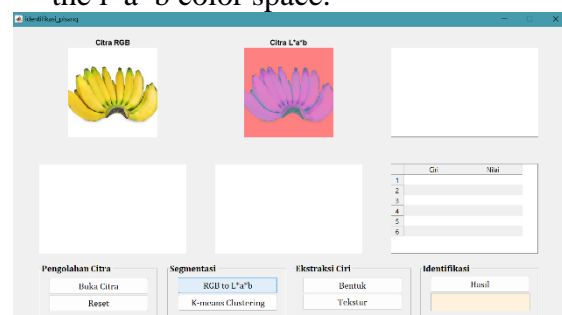 the l*a*b color space.
identifikasi_pisang
Citra RGB
Citra L*a*b
Ciri Nilai
1
2
3
4
5
6
Pengolahan Citra
Buka Citra
Reset
Segmentasi
RGB to L*a*b
K-means Clustering
Ekstraksi Ciri
Bentuk
Tekstur
Identifikasi
Hasil